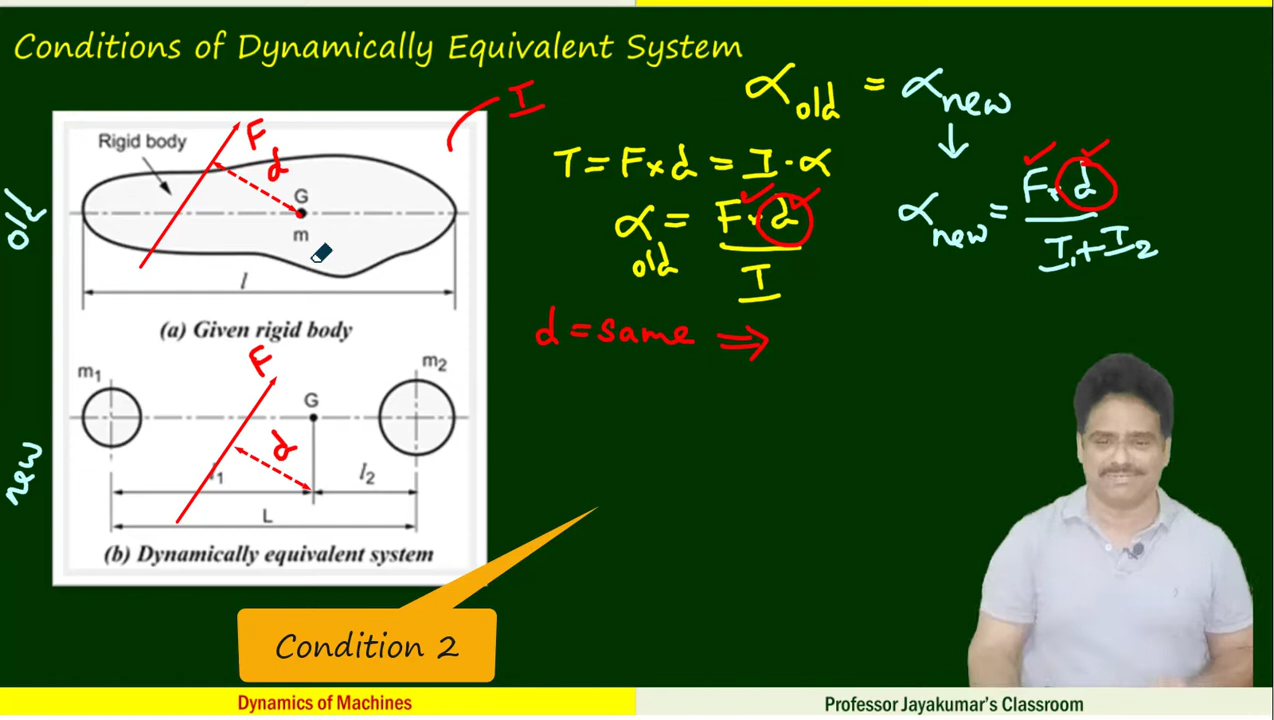 Conditions of Dynamically Equivalent System
α old = α new
I
Rigid body
F
d
G
m
l
(a) Given rigid body
old
T = F × d = I · α
α old = F × d / I
α new = F × d / I₁ + I₂
d = same ⇒
m₁
F
m₂
G
d
l₂
L
(b) Dynamically equivalent system
new
Condition 2
Dynamics of Machines
Professor Jayakumar's Classroom